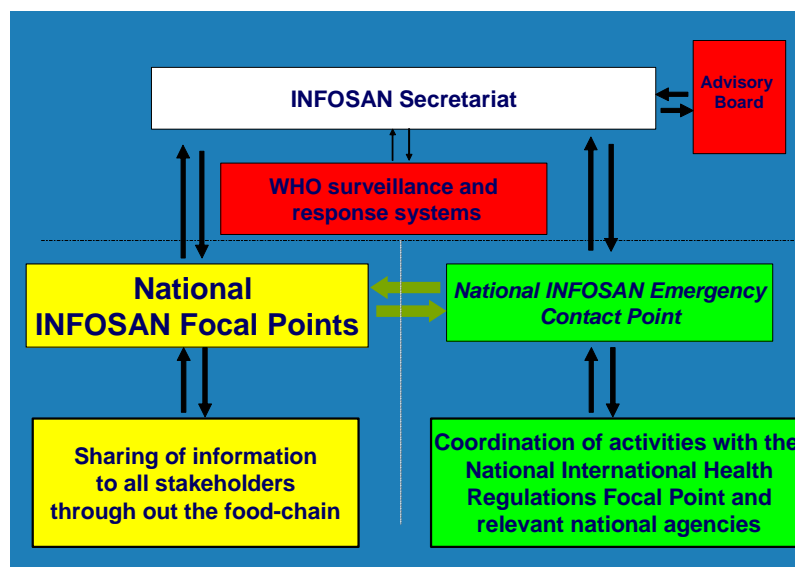 INFOSAN Secretariat
Advisory
Board
WHO surveillance and
response systems
National
INFOSAN Focal Points
National INFOSAN Emergency
Contact Point
Sharing of information
to all stakeholders
through out the food-chain
Coordination of activities with the
National International Health
Regulations Focal Point and
relevant national agencies